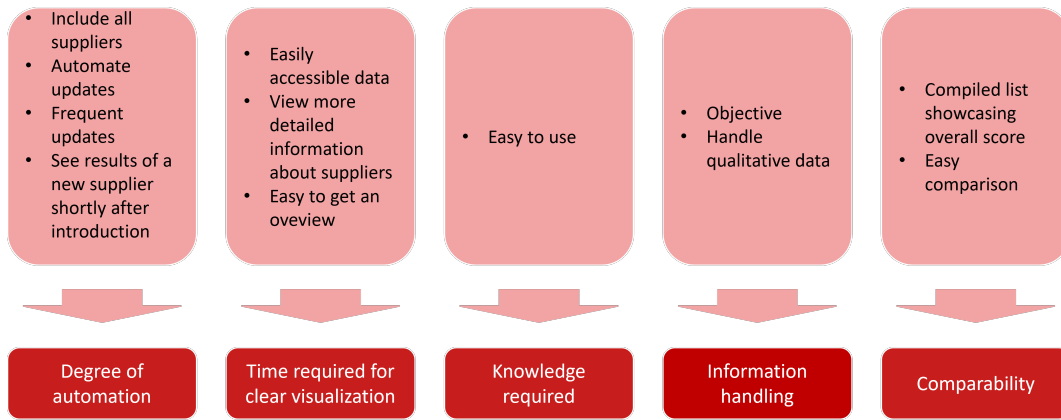 • Include all
suppliers
• Automate
updates
• Frequent
updates
• See results of a
new supplier
shortly after
introduction
• Easily
accessible data
• View more
detailed
information
about suppliers
• Easy to get an
oveview
• Easy to use
• Objective
• Handle
qualitative data
• Compiled list
showcasing
overall score
• Easy
comparison
Degree of
automation
Time required for
clear visualization
Knowledge
required
Information
handling
Comparability